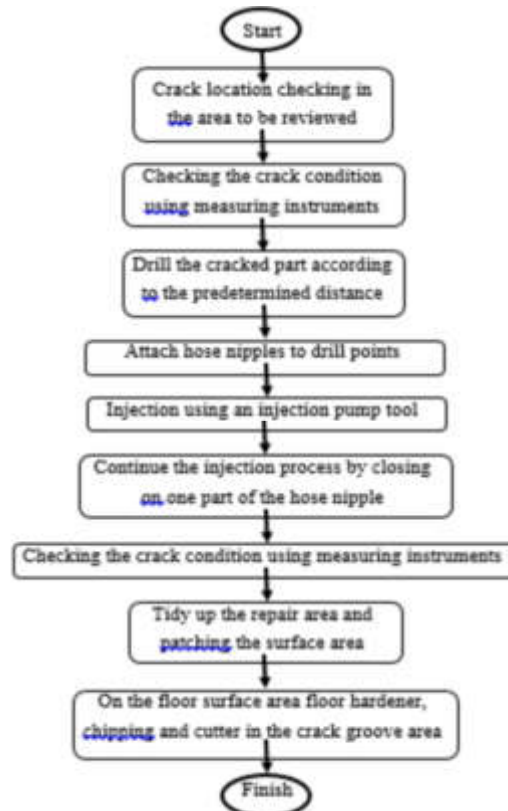 Start
Crack location checking in
the area to be reviewed
Checking the crack condition
using measuring instruments
Drill the cracked part according
to the predetermined distance
Attach hose nipples to drill points
Injection using an injection pump tool
Continue the injection process by closing
on one part of the hose nipple
Checking the crack condition using measuring instruments
Tidy up the repair area and
patching the surface area
On the floor surface area floor hardener,
chipping and cutter in the crack groove area
Finish